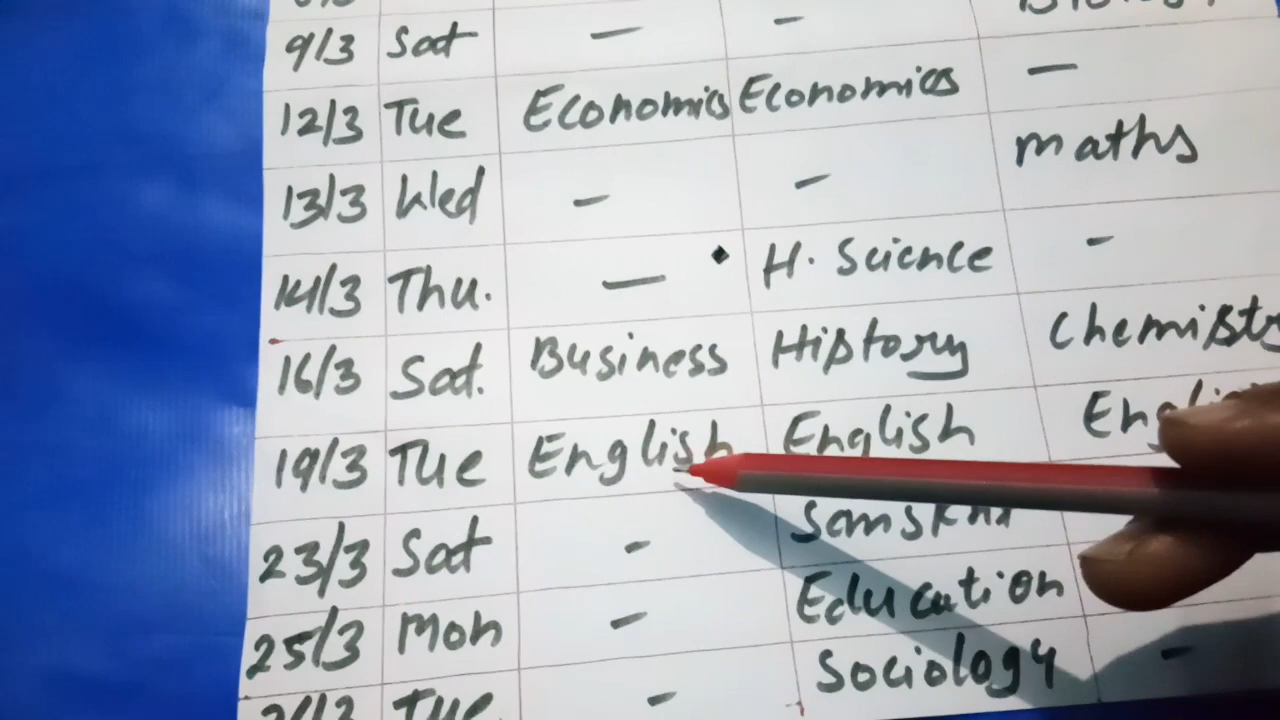 9/3 Sat — -
12/3 Tue Economics Economics —
13/3 Wed - - maths
14/3 Thu. — H. Science -
16/3 Sat. Business History
19/3 Tue English English
23/3 Sat -
25/3 Mon - Education
Tue - Sociology -